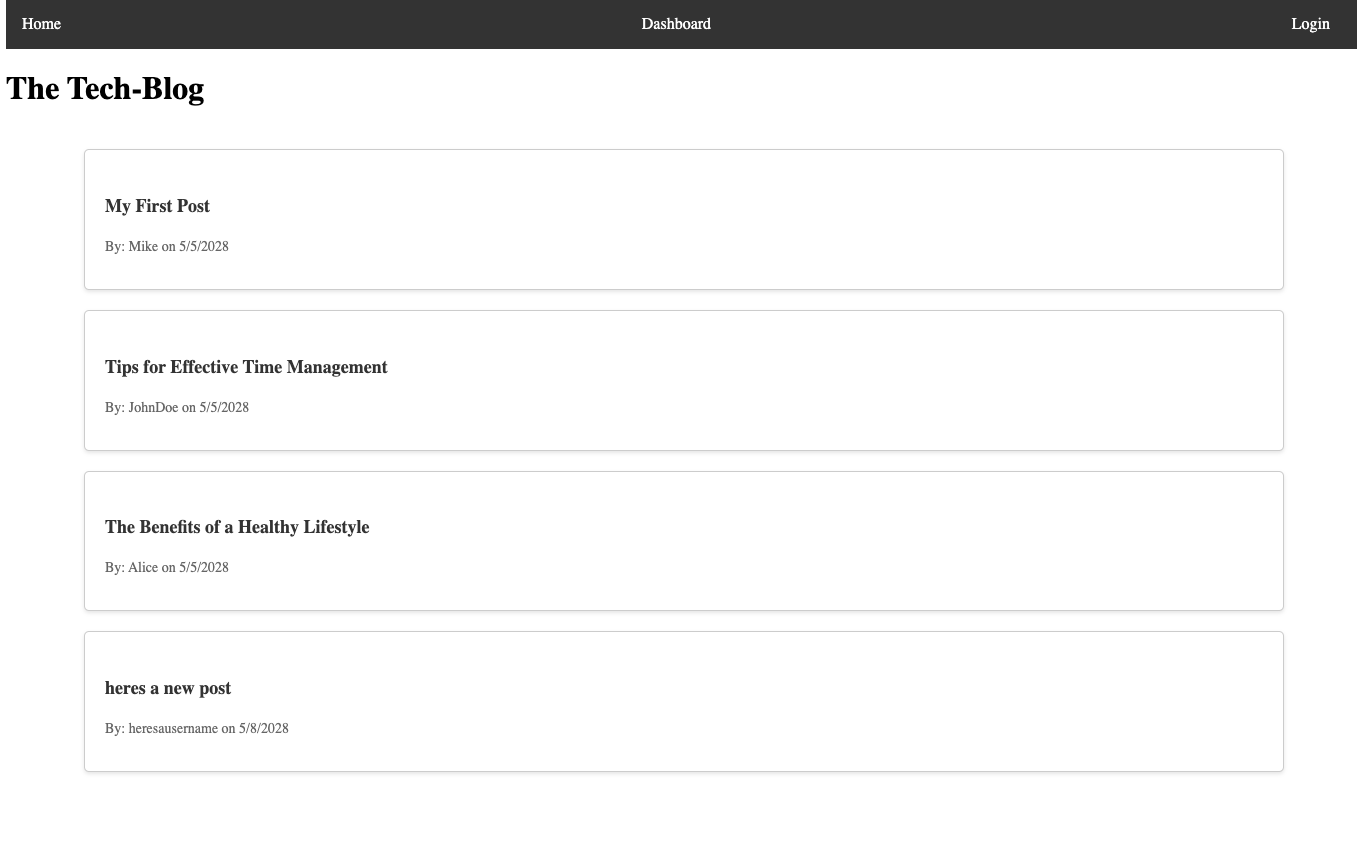 Home
Dashboard
Login
The Tech-Blog
My First Post
By: Mike on 5/5/2028
Tips for Effective Time Management
By: JohnDoe on 5/5/2028
The Benefits of a Healthy Lifestyle
By: Alice on 5/5/2028
heres a new post
By: heresausername on 5/8/2028